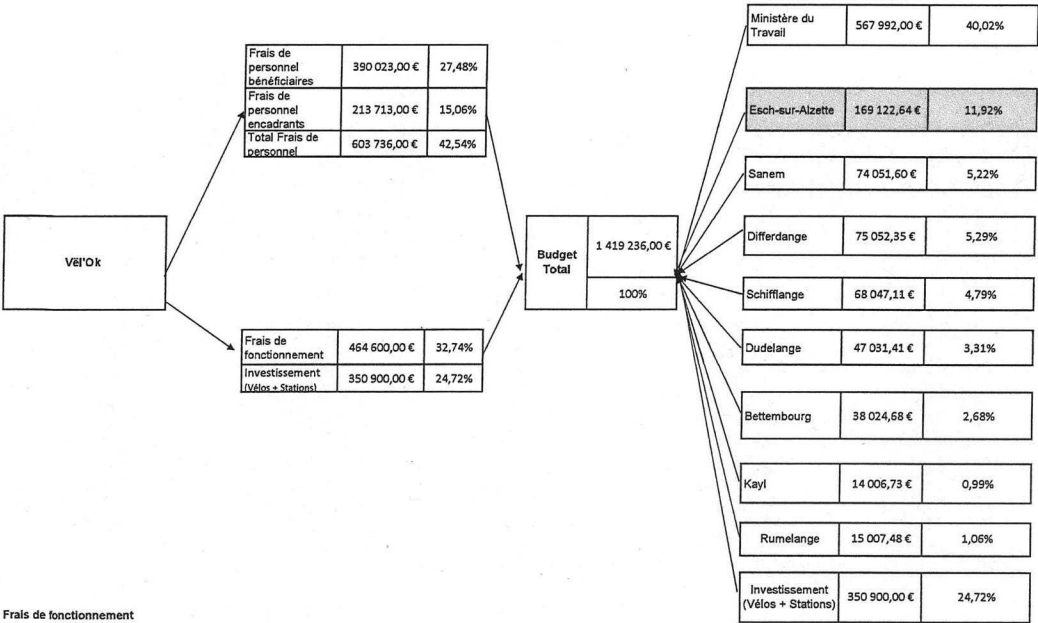 Vël'Ok
Frais de
personnel
bénéficiaires
390 023,00 €
27,48%
Frais de
personnel
encadrants
213 713,00 €
15,06%
Total Frais de
personnel
603 736,00 €
42,54%
Frais de
fonctionnement
464 600,00 €
32,74%
Investissement
(Vélos + Stations)
350 900,00 €
24,72%
Budget
Total
1 419 236,00 €
100%
Ministère du
Travail
567 992,00 €
40,02%
Esch-sur-Alzette
169 122,64 €
11,92%
Sanem
74 051,60 €
5,22%
Differdange
75 052,35 €
5,29%
Schifflange
68 047,11 €
4,79%
Dudelange
47 031,41 €
3,31%
Bettembourg
38 024,68 €
2,68%
Kayl
14 006,73 €
0,99%
Rumelange
15 007,48 €
1,06%
Investissement
(Vélos + Stations)
350 900,00 €
24,72%
Frais de fonctionnement